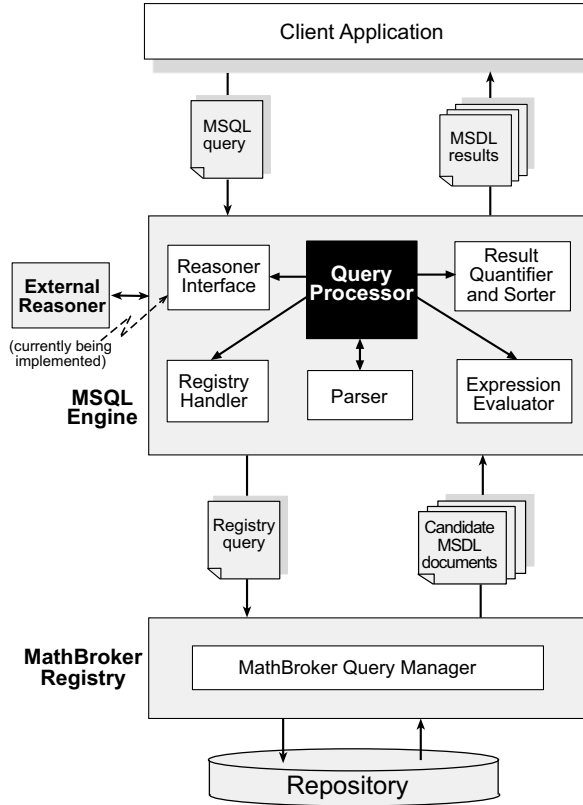 Client Application
MSQL
query
MSDL
results
External
Reasoner
(currently being
implemented)
MSQL
Engine
Reasoner
Interface
Query
Processor
Result
Quantifier
and Sorter
Registry
Handler
Parser
Expression
Evaluator
Registry
query
Candidate
MSDL
documents
MathBroker
Registry
MathBroker Query Manager
Repository